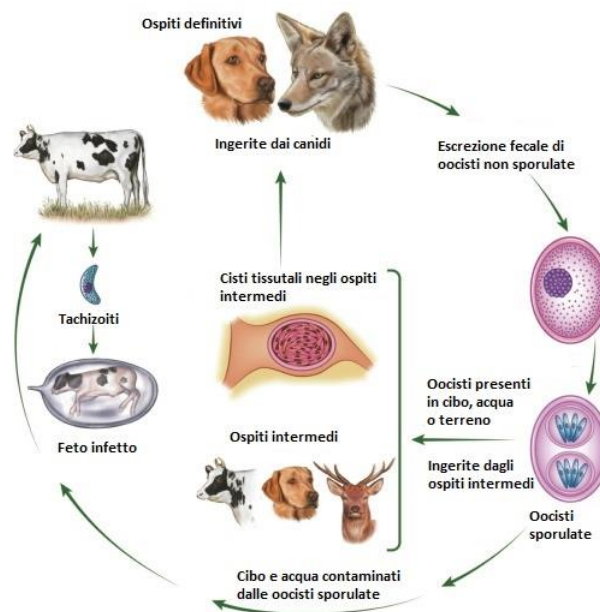 Ospiti definitivi
Ingerite dai canidi
Escrezione fecale di
oocisti non sporulate
Cisti tissutali negli ospiti
intermedi
Tachizoiti
Oocisti presenti
in cibo, acqua
o terreno
Feto infetto
Ospiti intermedi
Ingerite dagli
ospiti intermedi
Oocisti
sporulate
Cibo e acqua contaminati
dalle oocisti sporulate